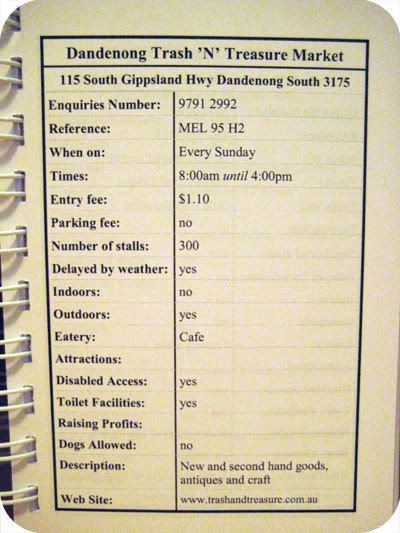 Dandenong Trash 'N' Treasure Market
115 South Gippsland Hwy Dandenong South 3175
Enquiries Number: 9791 2992
Reference: MEL 95 H2
When on: Every Sunday
Times: 8:00am until 4:00pm
Entry fee: $1.10
Parking fee: no
Number of stalls: 300
Delayed by weather: yes
Indoors: no
Outdoors: yes
Eatery: Cafe
Attractions:
Disabled Access: yes
Toilet Facilities: yes
Raising Profits:
Dogs Allowed: no
Description: New and second hand goods,
antiques and craft
Web Site: www.trashandtreasure.com.au